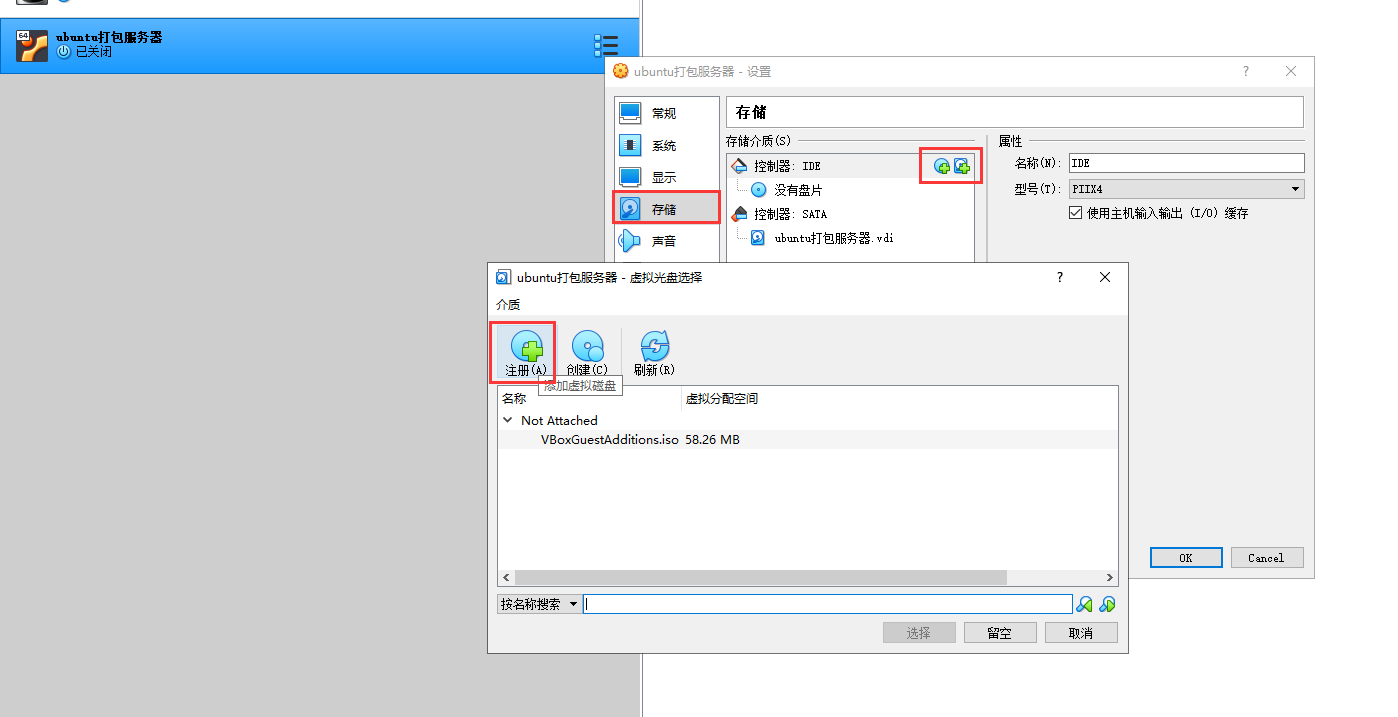 64
ubuntu打包服务器
已关闭
ubuntu打包服务器 - 设置
?
常规
系统
显示
存储
声音
存储
存储介质(S)
控制器: IDE
没有盘片
控制器: SATA
ubuntu打包服务器.vdi
属性
名称(N): IDE
型号(T): PIIX4
使用主机输入输出 (I/O) 缓存
ubuntu打包服务器 - 虚拟光盘选择
?
介质
注册(A) 创建(C) 刷新(R)
添加虚拟磁盘
名称 虚拟分配空间
Not Attached
VBoxGuestAdditions.iso 58.26 MB
按名称搜索
选择 留空 取消
OK Cancel